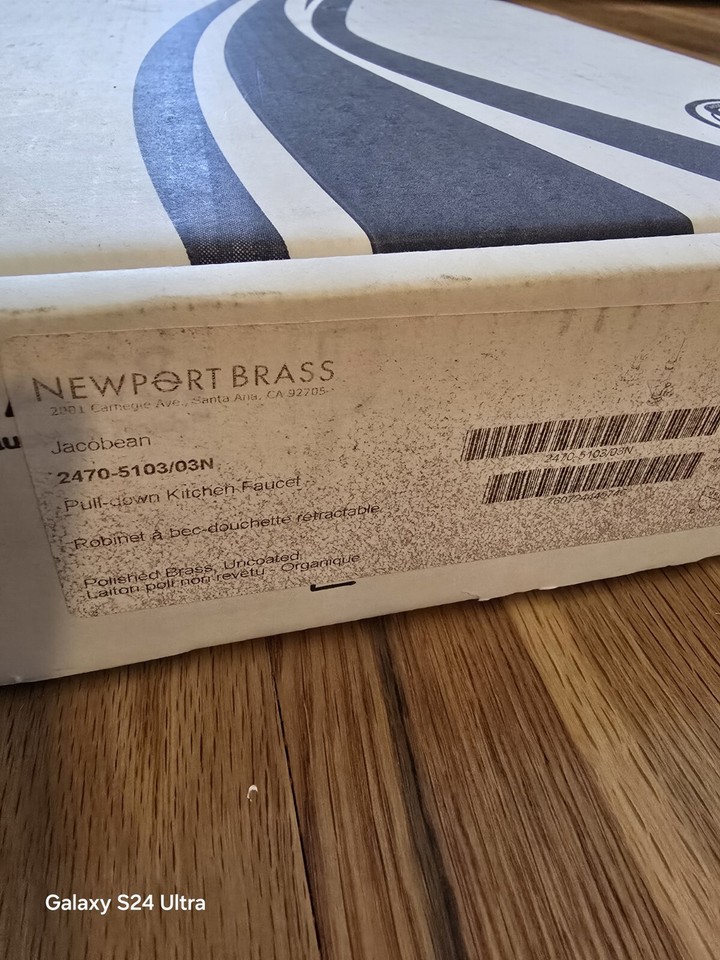 NEWPORT BRASS
2001 Carnegie Ave., Santa Ana, CA 92705
Jacobean
2470-5103/03N
2470-5103/03N
Pull-down Kitchen Faucet
Robinet à bec-douchette rétractable
Polished Brass, Uncoated
Laiton poli non revêtu Organique
Galaxy S24 Ultra